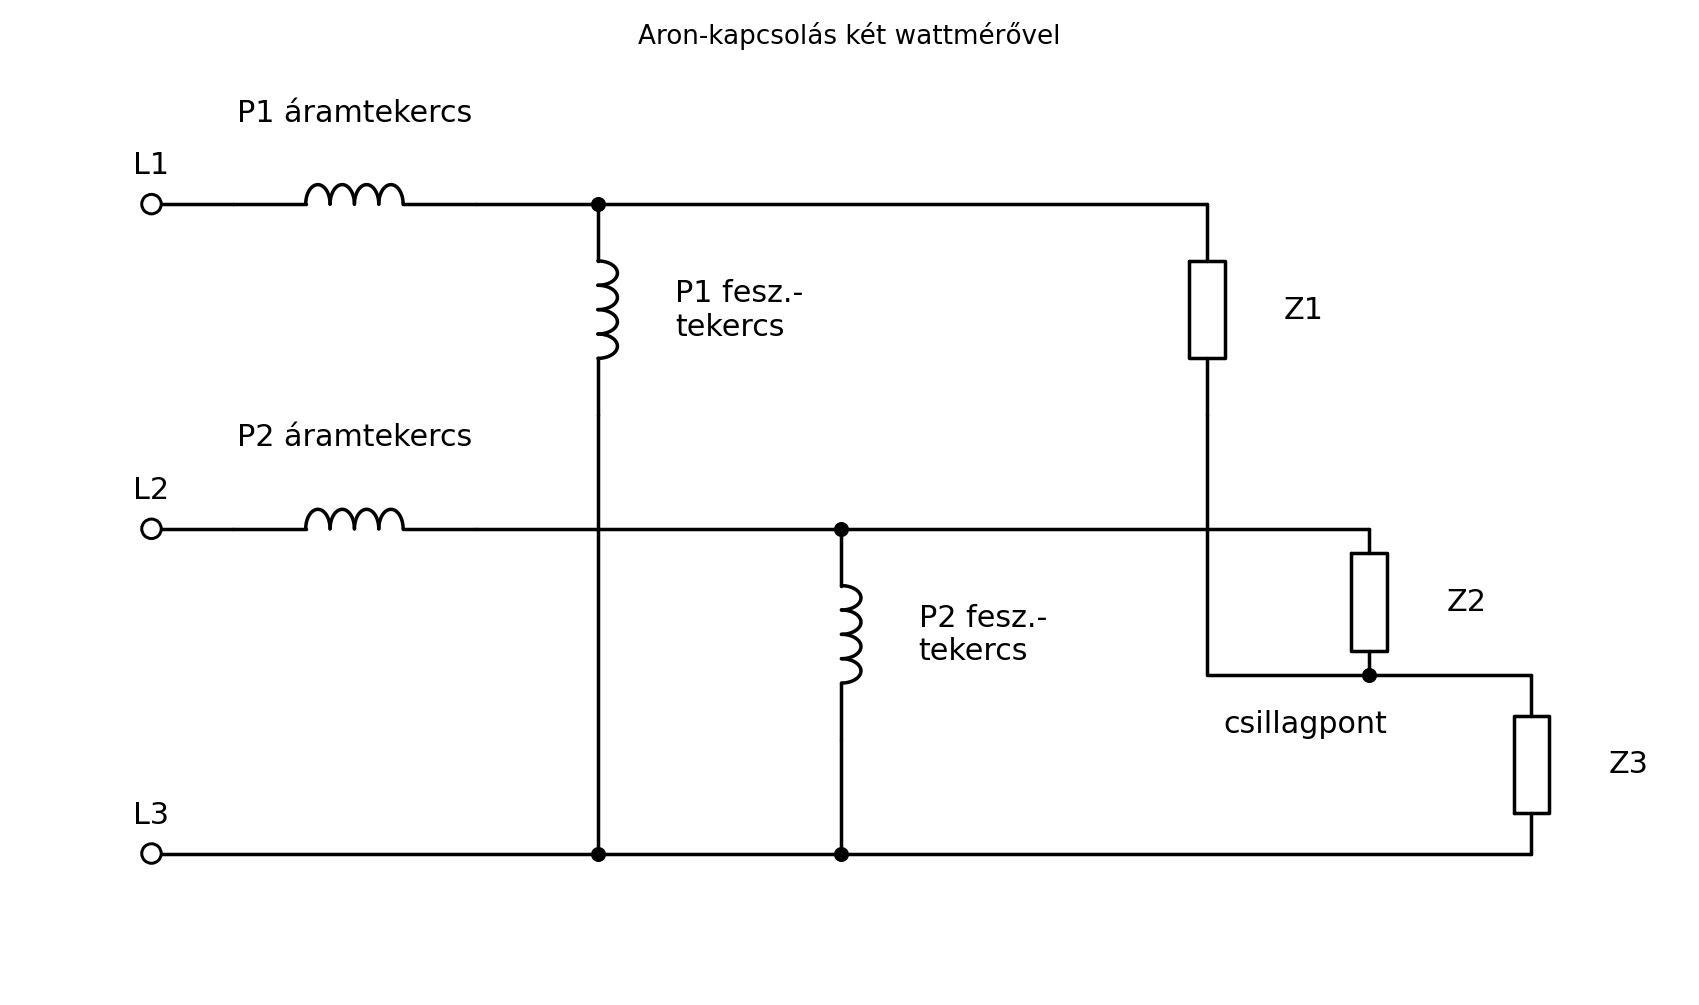 Aron-kapcsolás két wattmérővel
P1 áramtekercs
L1
P1 fesz.-
tekercs
Z1
P2 áramtekercs
L2
Z2
P2 fesz.-
tekercs
csillagpont
Z3
L3